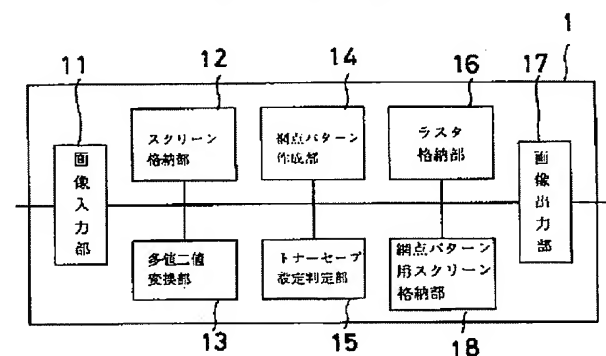 1
11
12
14
16
17
画像入力部
スクリーン
格納部
網点パターン
作成部
ラスタ
格納部
画像出力部
多値二値
変換部
トナーセーブ
設定判定部
網点パターン
用スクリーン
格納部
13
15
18